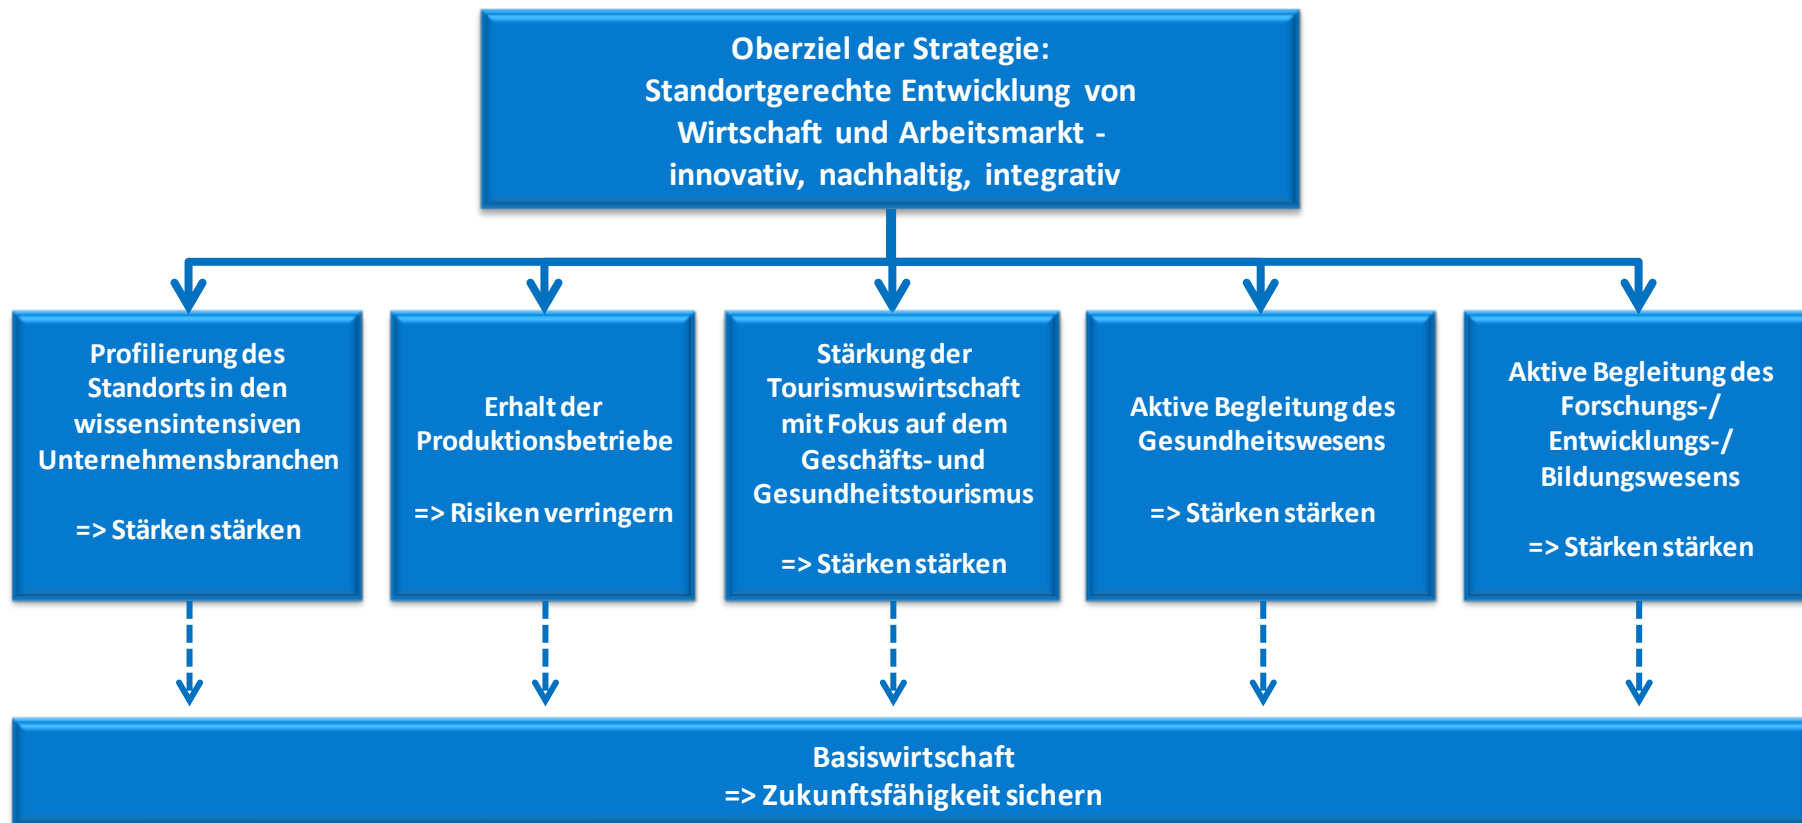 Oberziel der Strategie:
Standortgerechte Entwicklung von
Wirtschaft und Arbeitsmarkt -
innovativ, nachhaltig, integrativ
Profilierung des
Standorts in den
wissensintensiven
Unternehmensbranchen
=> Stärken stärken
Erhalt der
Produktionsbetriebe
=> Risiken verringern
Stärkung der
Tourismuswirtschaft
mit Fokus auf dem
Geschäfts- und
Gesundheitstourismus
=> Stärken stärken
Aktive Begleitung des
Gesundheitswesens
=> Stärken stärken
Aktive Begleitung des
Forschungs-/
Entwicklungs-/
Bildungswesens
=> Stärken stärken
Basiswirtschaft
=> Zukunftsfähigkeit sichern